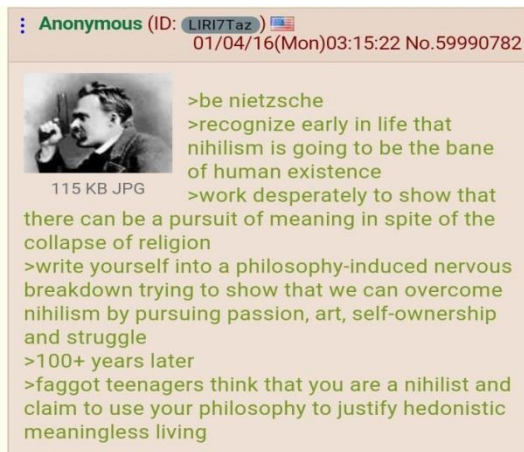 Anonymous (ID: LIRI7Taz)
01/04/16(Mon)03:15:22 No.59990782
>be nietzsche
>recognize early in life that
nihilism is going to be the bane
of human existence
115 KB JPG
>work desperately to show that
there can be a pursuit of meaning in spite of the
collapse of religion
>write yourself into a philosophy-induced nervous
breakdown trying to show that we can overcome
nihilism by pursuing passion, art, self-ownership
and struggle
>100+ years later
>faggot teenagers think that you are a nihilist and
claim to use your philosophy to justify hedonistic
meaningless living